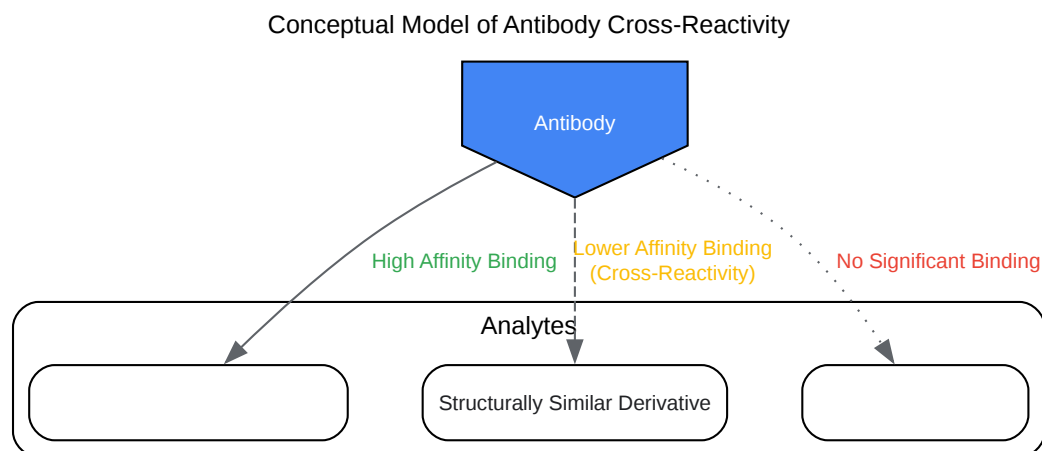 Conceptual Model of Antibody Cross-Reactivity
Antibody
High Affinity Binding
Lower Affinity Binding
(Cross-Reactivity)
No Significant Binding
Analytes
Structurally Similar Derivative